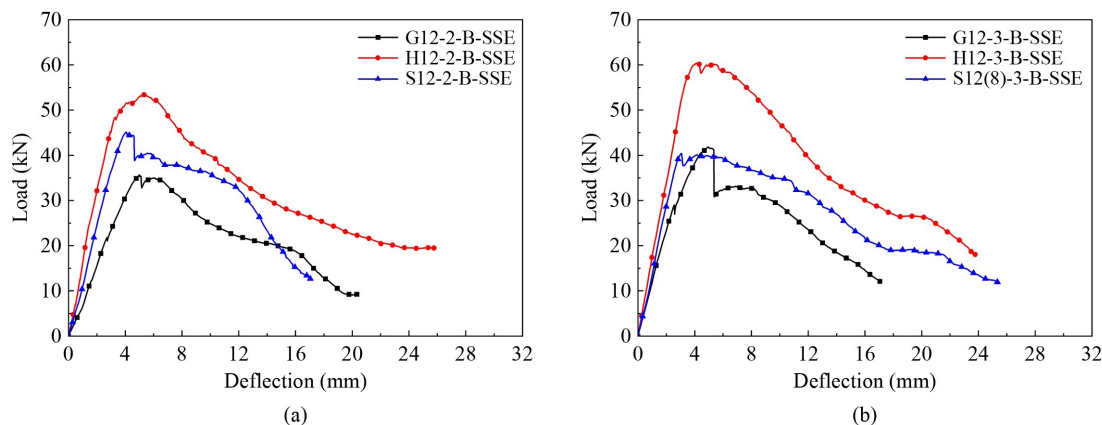 70
60
50
40
30
20
10
0
Load (kN)
G12-2-B-SSE
H12-2-B-SSE
S12-2-B-SSE
0 4 8 12 16 20 24 28 32
Deflection (mm)
(a)
70
60
50
40
30
20
10
0
Load (kN)
G12-3-B-SSE
H12-3-B-SSE
S12(8)-3-B-SSE
0 4 8 12 16 20 24 28 32
Deflection (mm)
(b)